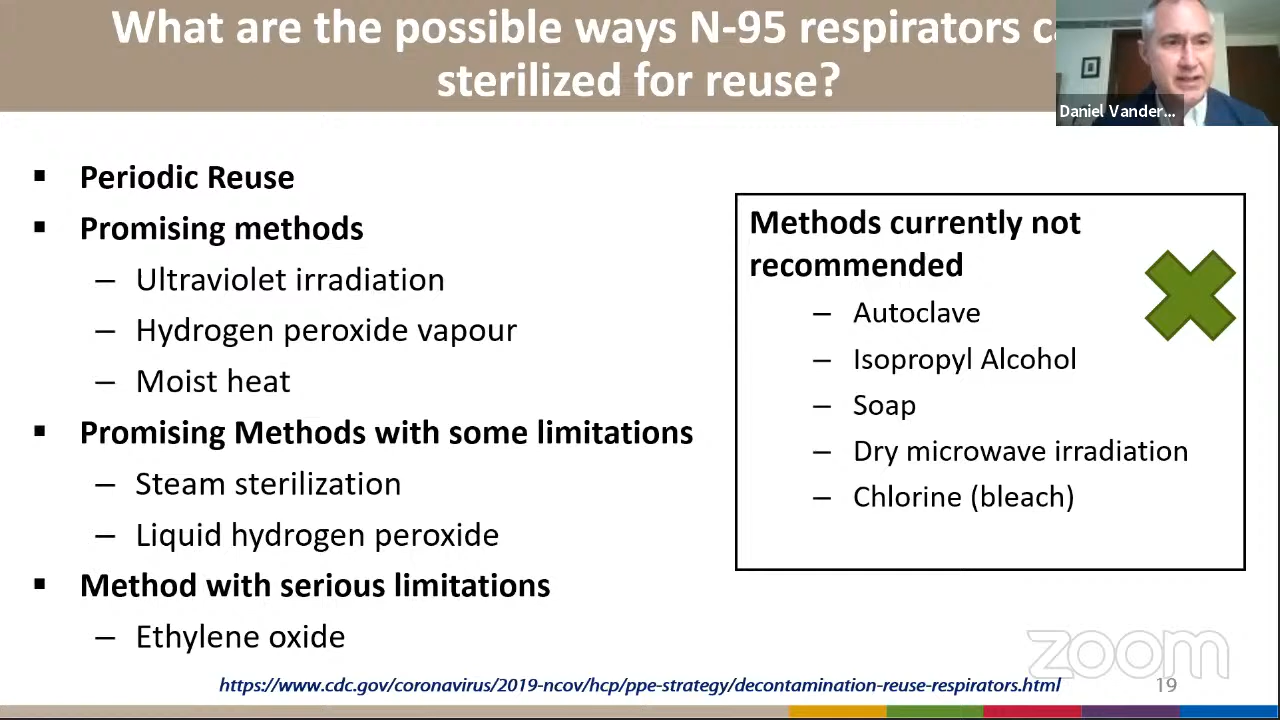 What are the possible ways N-95 respirators
sterilized for reuse?
Daniel Vander...
Periodic Reuse
Promising methods
– Ultraviolet irradiation
– Hydrogen peroxide vapour
– Moist heat
Promising Methods with some limitations
– Steam sterilization
– Liquid hydrogen peroxide
Method with serious limitations
– Ethylene oxide
Methods currently not
recommended
– Autoclave
– Isopropyl Alcohol
– Soap
– Dry microwave irradiation
– Chlorine (bleach)
zoom
https://www.cdc.gov/coronavirus/2019-ncov/hcp/ppe-strategy/decontamination-reuse-respirators.html
19